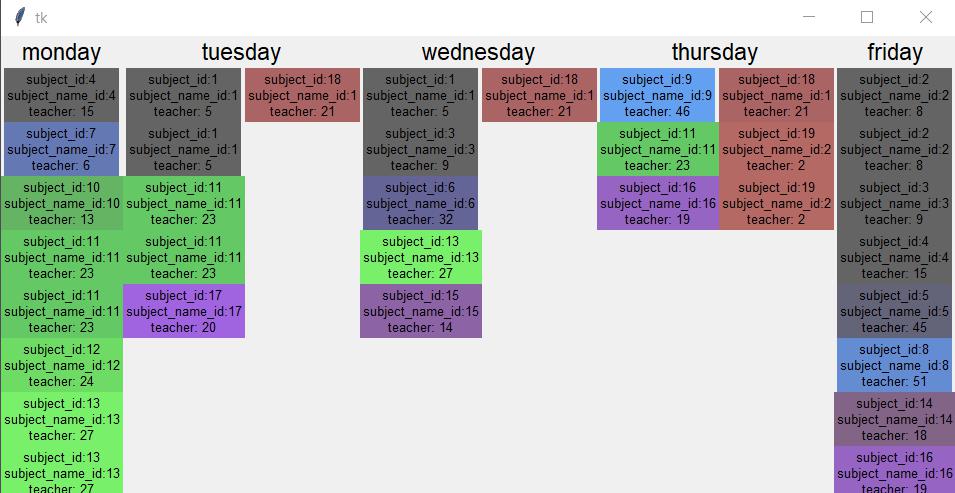 tk
monday tuesday wednesday thursday friday
subject_id:4 subject_id:1 subject_id:18 subject_id:1 subject_id:18 subject_id:9 subject_id:18 subject_id:2
subject_name_id:4 subject_name_id:1 subject_name_id:1 subject_name_id:1 subject_name_id:1 subject_name_id:9 subject_name_id:1 subject_name_id:2
teacher: 15 teacher: 5 teacher: 21 teacher: 5 teacher: 21 teacher: 46 teacher: 21 teacher: 8
subject_id:7 subject_id:1 subject_id:3 subject_id:11 subject_id:19 subject_id:2
subject_name_id:7 subject_name_id:1 subject_name_id:3 subject_name_id:11 subject_name_id:2 subject_name_id:2
teacher: 6 teacher: 5 teacher: 9 teacher: 23 teacher: 2 teacher: 8
subject_id:10 subject_id:11 subject_id:6 subject_id:16 subject_id:19 subject_id:3
subject_name_id:10 subject_name_id:11 subject_name_id:6 subject_name_id:16 subject_name_id:2 subject_name_id:3
teacher: 13 teacher: 23 teacher: 32 teacher: 19 teacher: 2 teacher: 9
subject_id:11 subject_id:11 subject_id:13 subject_id:4
subject_name_id:11 subject_name_id:11 subject_name_id:13 subject_name_id:4
teacher: 23 teacher: 23 teacher: 27 teacher: 15
subject_id:11 subject_id:17 subject_id:15 subject_id:5
subject_name_id:11 subject_name_id:17 subject_name_id:15 subject_name_id:5
teacher: 23 teacher: 20 teacher: 14 teacher: 45
subject_id:12 subject_id:8
subject_name_id:12 subject_name_id:8
teacher: 24 teacher: 51
subject_id:13 subject_id:14
subject_name_id:13 subject_name_id:14
teacher: 27 teacher: 18
subject_id:13 subject_id:16
subject_name_id:13 subject_name_id:16
teacher: 27 teacher: 19